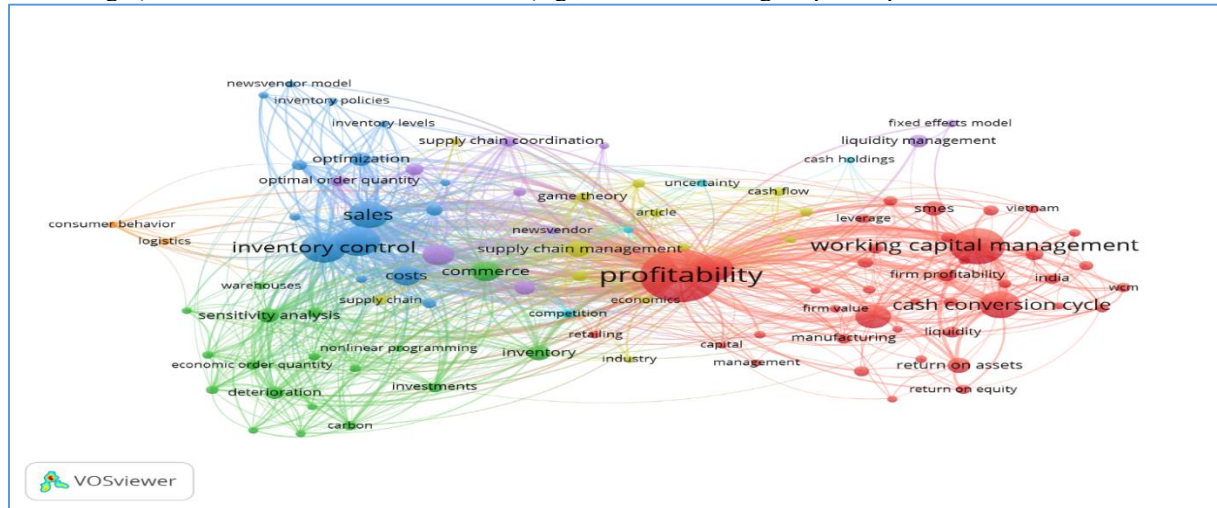 newsvendor model
inventory policies
inventory levels
supply chain coordination
fixed effects model
liquidity management
optimization
cash holdings
optimal order quantity
uncertainty
cash flow
game theory
article
smes
vietnam
leverage
sales
consumer behavior
newsvendor
logistics
inventory control
supply chain management
working capital management
costs
commerce
profitability
firm profitability
india
warehouses
wcm
supply chain
economics
cash conversion cycle
sensitivity analysis
competition
firm value
retailing
manufacturing
liquidity
capital
nonlinear programming
inventory
industry
management
economic order quantity
return on assets
deterioration
investments
return on equity
carbon
VOSviewer